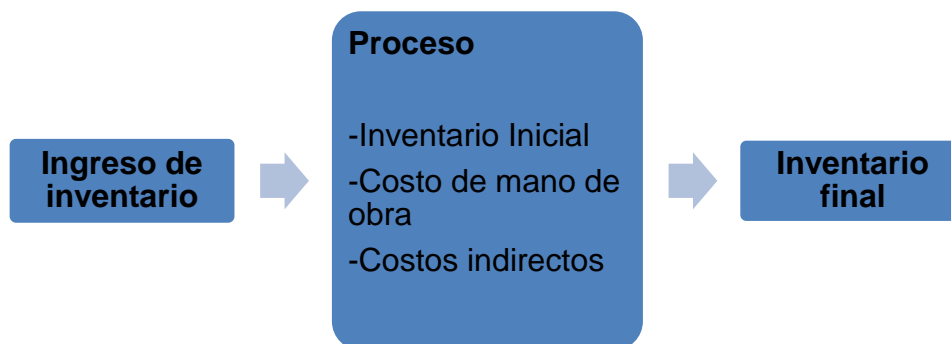 Ingreso de
inventario
Proceso
-Inventario Inicial
-Costo de mano de
obra
-Costos indirectos
Inventario
final